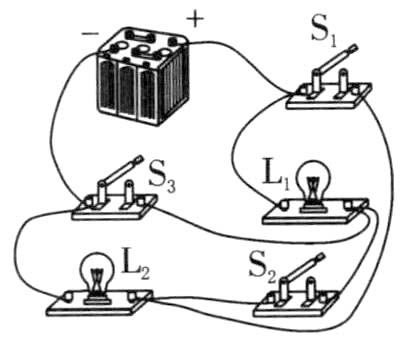 − +
S₁
S₃
L₁
L₂
S₂